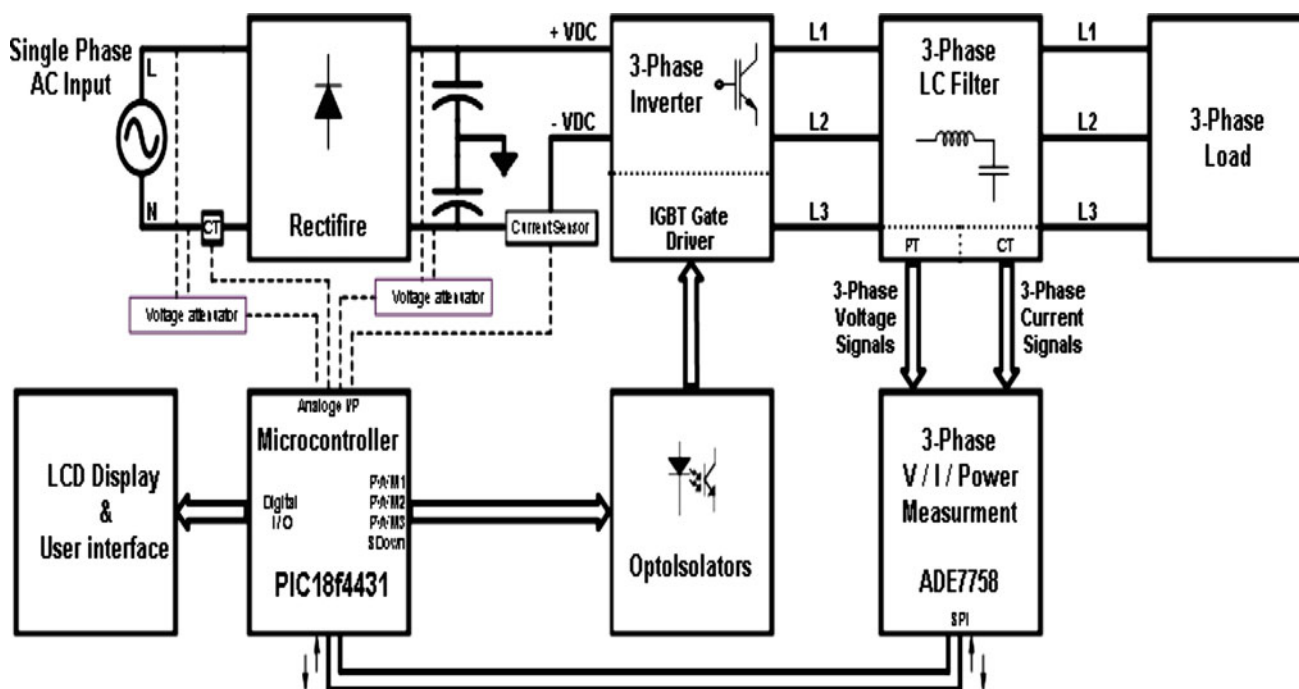 Single Phase
AC Input
L
N
CT
Rectifire
+ VDC
- VDC
Current Sensor
Voltage attenuator
Voltage attenuator
3-Phase
Inverter
IGBT Gate
Driver
L1
L2
L3
3-Phase
LC Filter
PT
CT
L1
L2
L3
3-Phase
Load
3-Phase
Voltage
Signals
3-Phase
Current
Signals
LCD Display
&
User interface
Analoge I/P
Microcontroller
Digital
I/O
PWM1
PWM2
PWM3
SDown
PIC18f4431
OptoIsolators
3-Phase
V / I / Power
Measurment
ADE7758
SPI